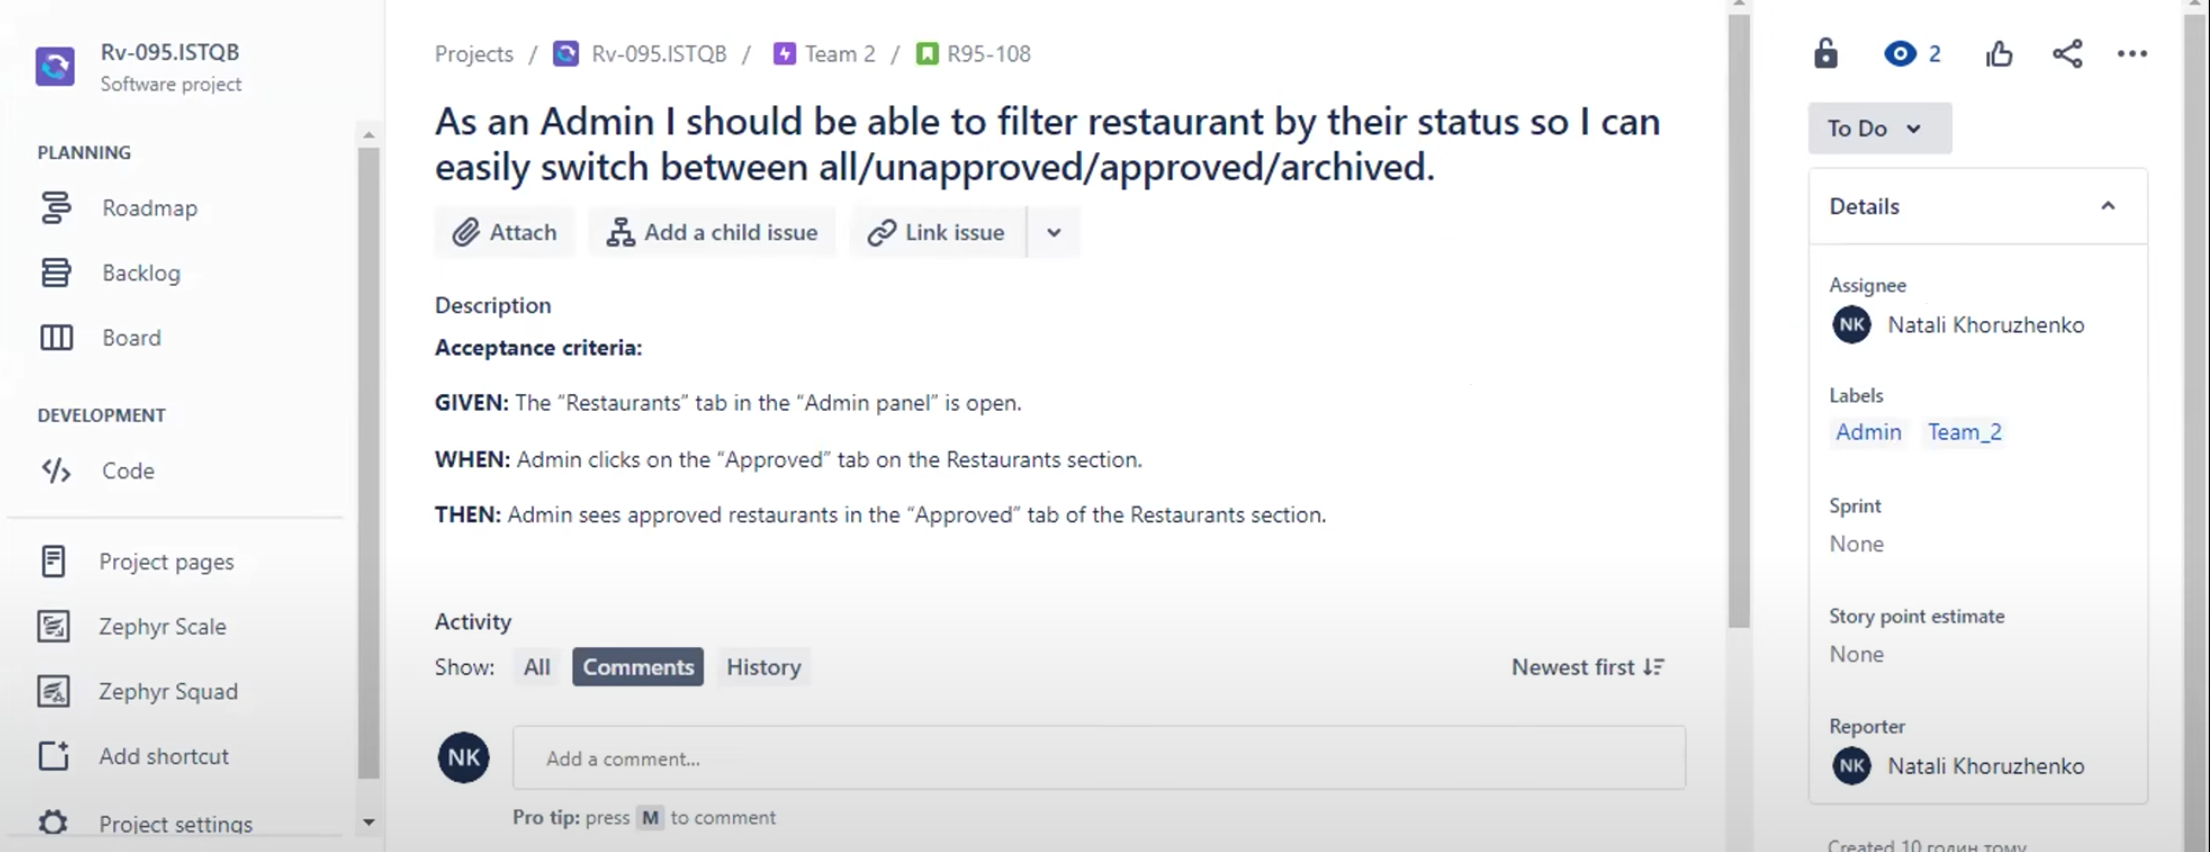 Rv-095.ISTQB
Software project
PLANNING
Roadmap
Backlog
Board
DEVELOPMENT
Code
Project pages
Zephyr Scale
Zephyr Squad
Add shortcut
Project settings
Projects / Rv-095.ISTQB / Team 2 / R95-108
As an Admin I should be able to filter restaurant by their status so I can
easily switch between all/unapproved/approved/archived.
Attach Add a child issue Link issue
Description
Acceptance criteria:
GIVEN: The “Restaurants” tab in the “Admin panel” is open.
WHEN: Admin clicks on the “Approved” tab on the Restaurants section.
THEN: Admin sees approved restaurants in the “Approved” tab of the Restaurants section.
Activity
Show: All Comments History Newest first
NK Add a comment...
Pro tip: press M to comment
2
To Do
Details
Assignee
NK Natali Khoruzhenko
Labels
Admin Team_2
Sprint
None
Story point estimate
None
Reporter
NK Natali Khoruzhenko
Created 10 годин тому